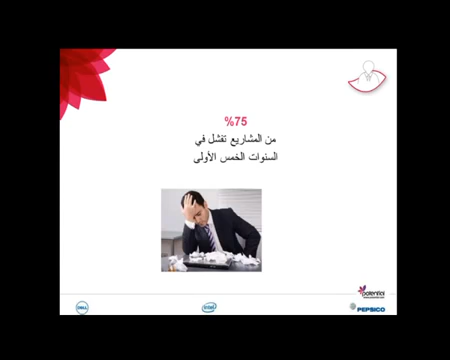 %75
من المشاريع تفشل في
السنوات الخمس الأولى
potential
DELL
intel
PEPSICO